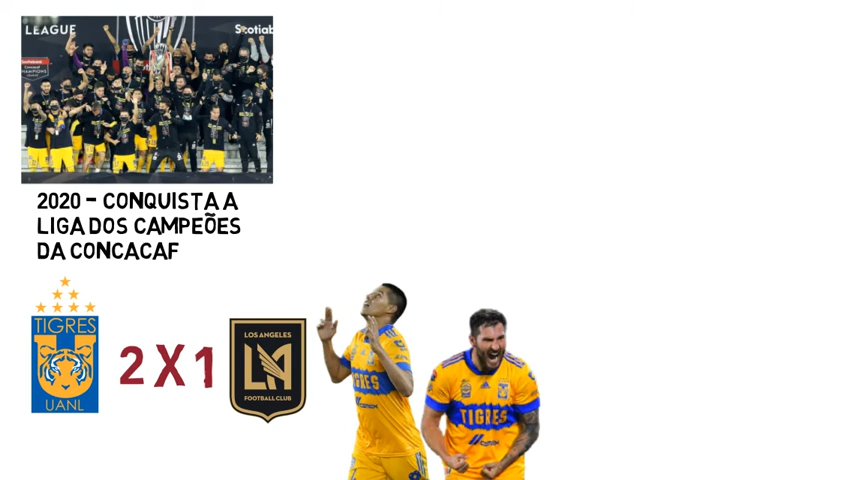 LEAGUE
Scotiab
2020 - CONQUISTA A
LIGA DOS CAMPEÕES
DA CONCACAF
TIGRES
UANL
2 X 1
LOS ANGELES
FOOTBALL CLUB
TIGRES
TIGRES